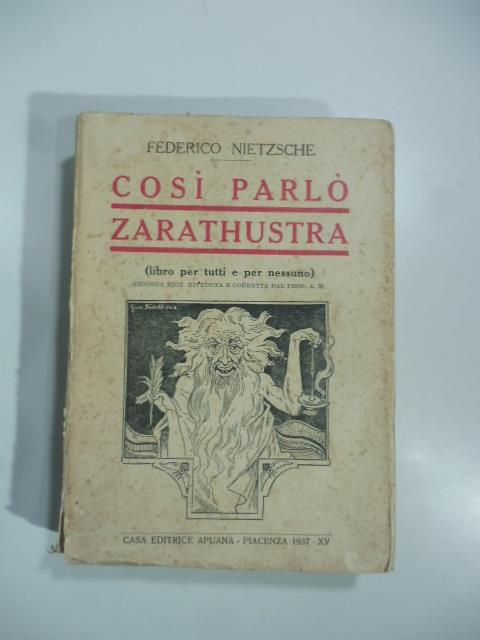 FEDERICO NIETZSCHE
COSÌ PARLÒ
ZARATHUSTRA
(libro per tutti e per nessuno)
SECONDA EDIZ. RIVEDUTA E CORRETTA DAL PROF. A. M.
CASA EDITRICE APUANA - PIACENZA 1937 - XV